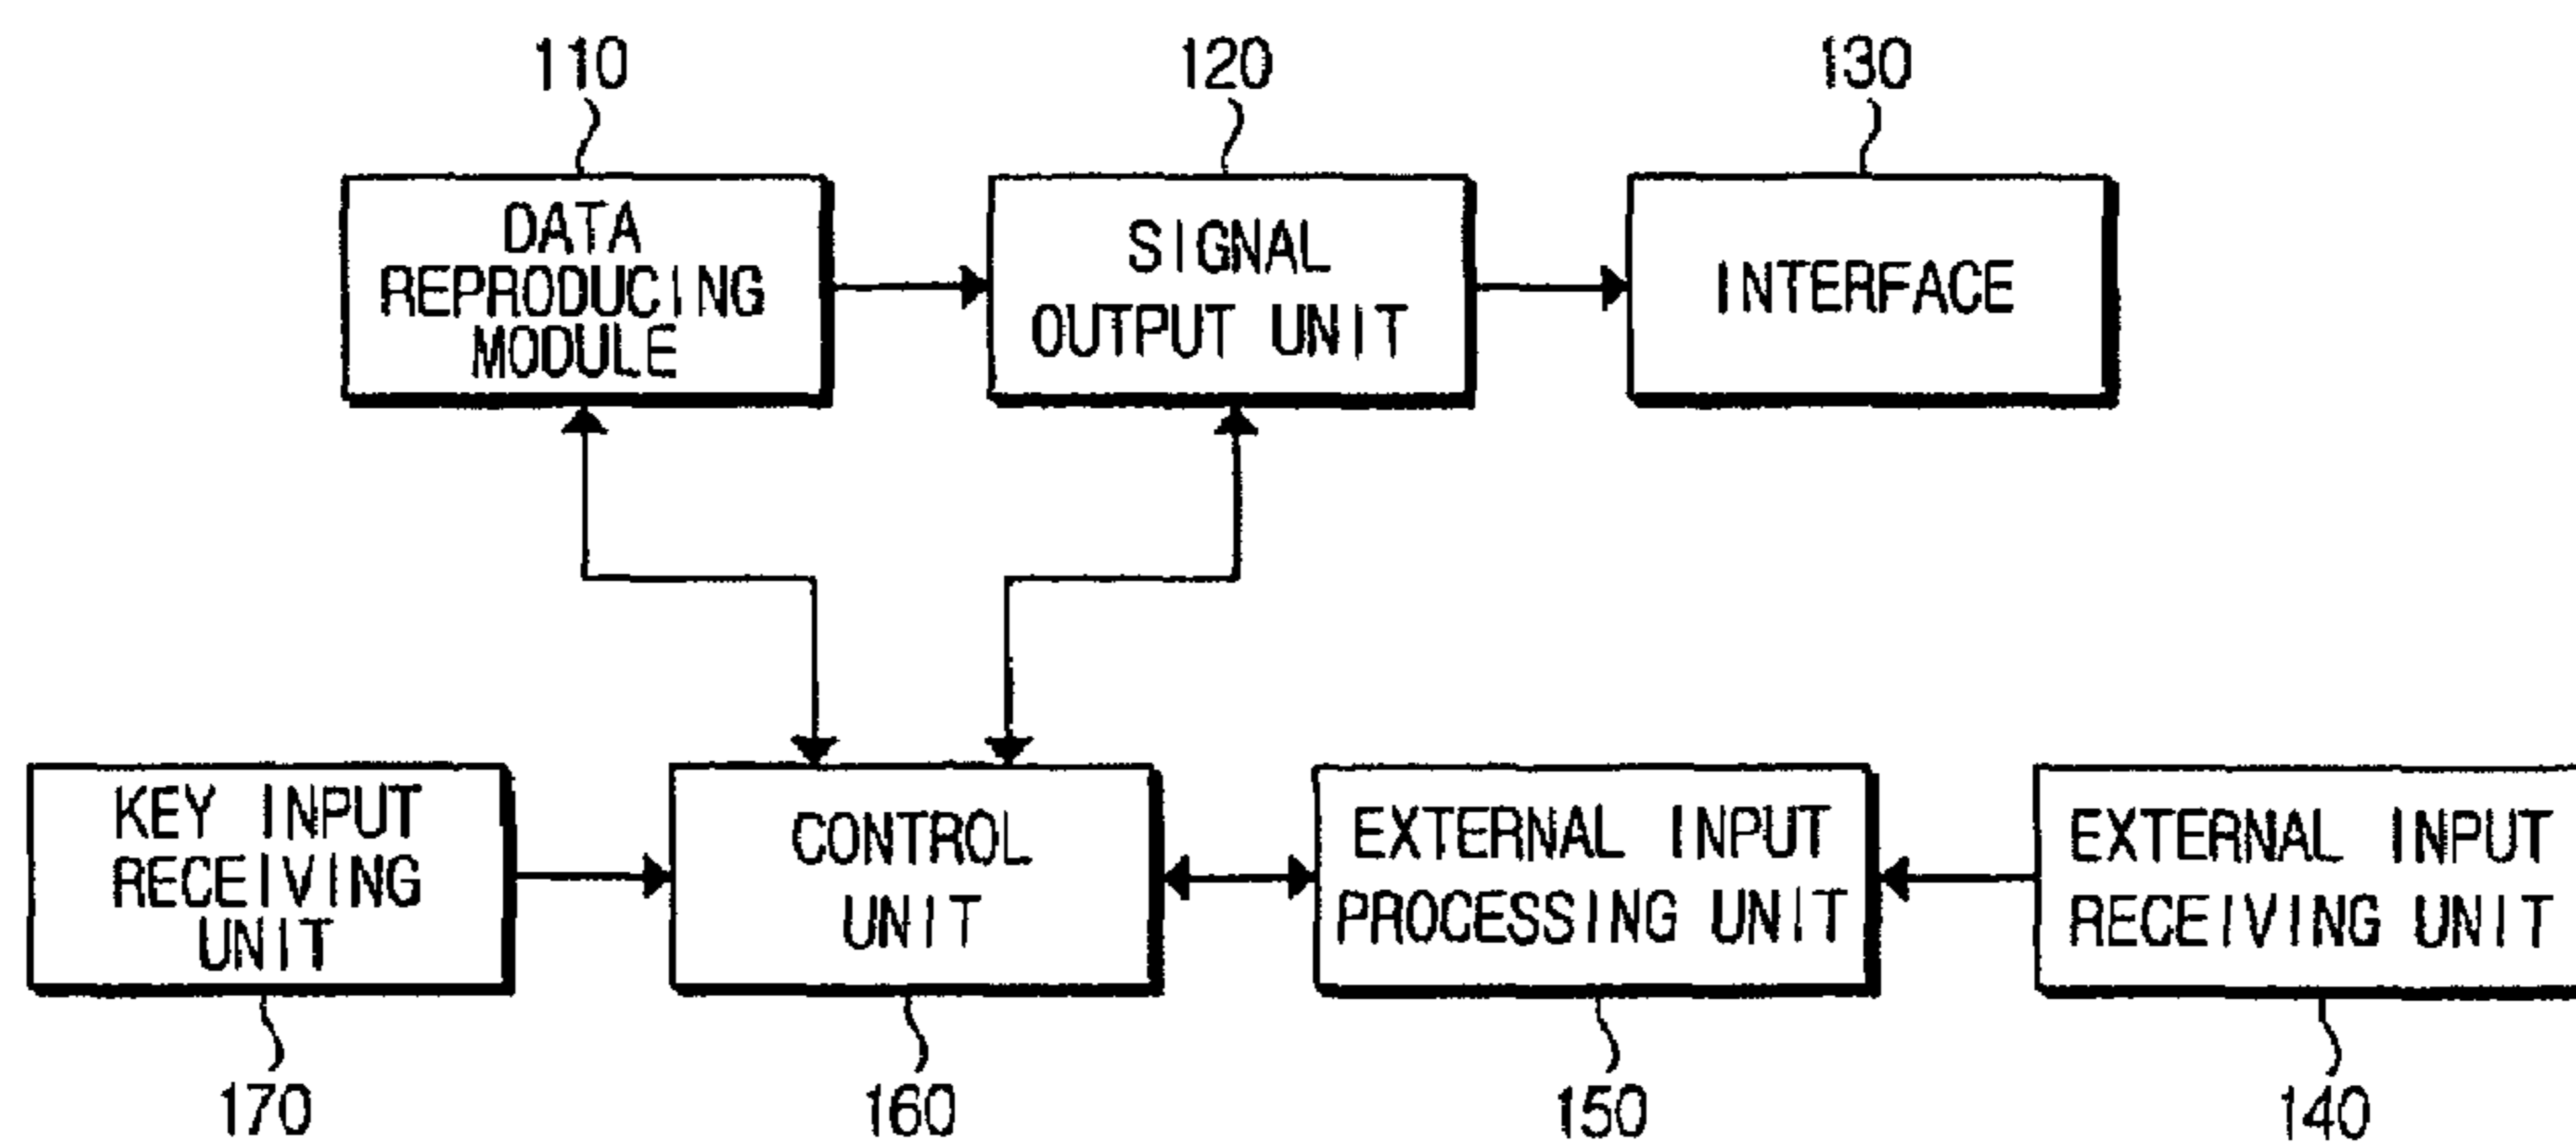 110
120
130
DATA
REPRODUCING
MODULE
SIGNAL
OUTPUT UNIT
INTERFACE
KEY INPUT
RECEIVING
UNIT
CONTROL
UNIT
EXTERNAL INPUT
PROCESSING UNIT
EXTERNAL INPUT
RECEIVING UNIT
170
160
150
140